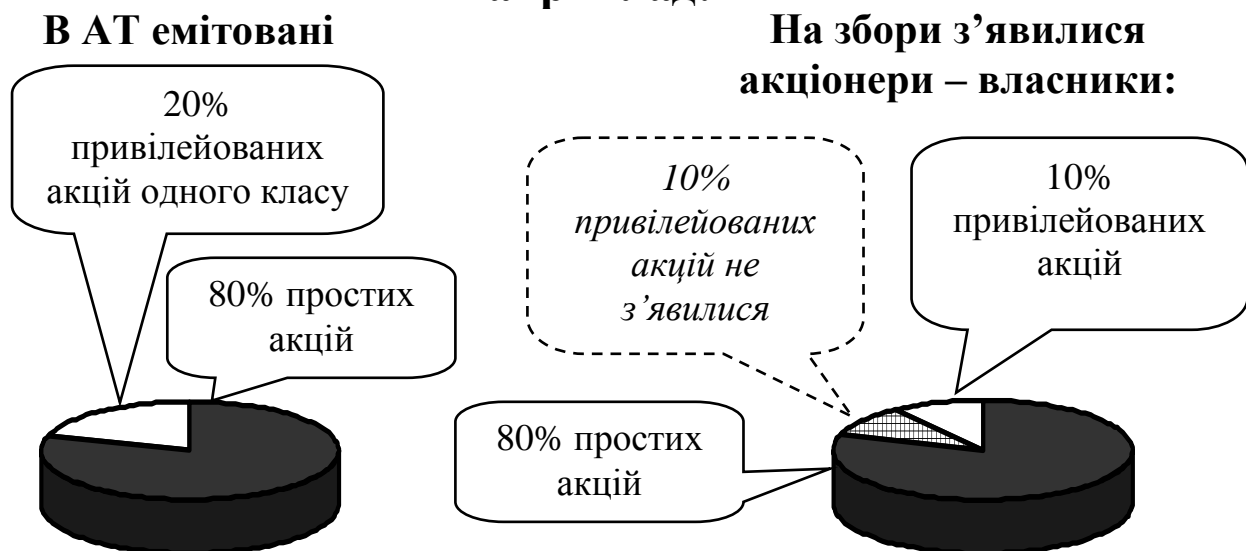 В АТ емітовані
20%
привілейованих
акцій одного класу
80% простих
акцій
На збори з’явилися
акціонери – власники:
10%
привілейованих
акцій не
з’явилися
10%
привілейованих
акцій
80% простих
акцій